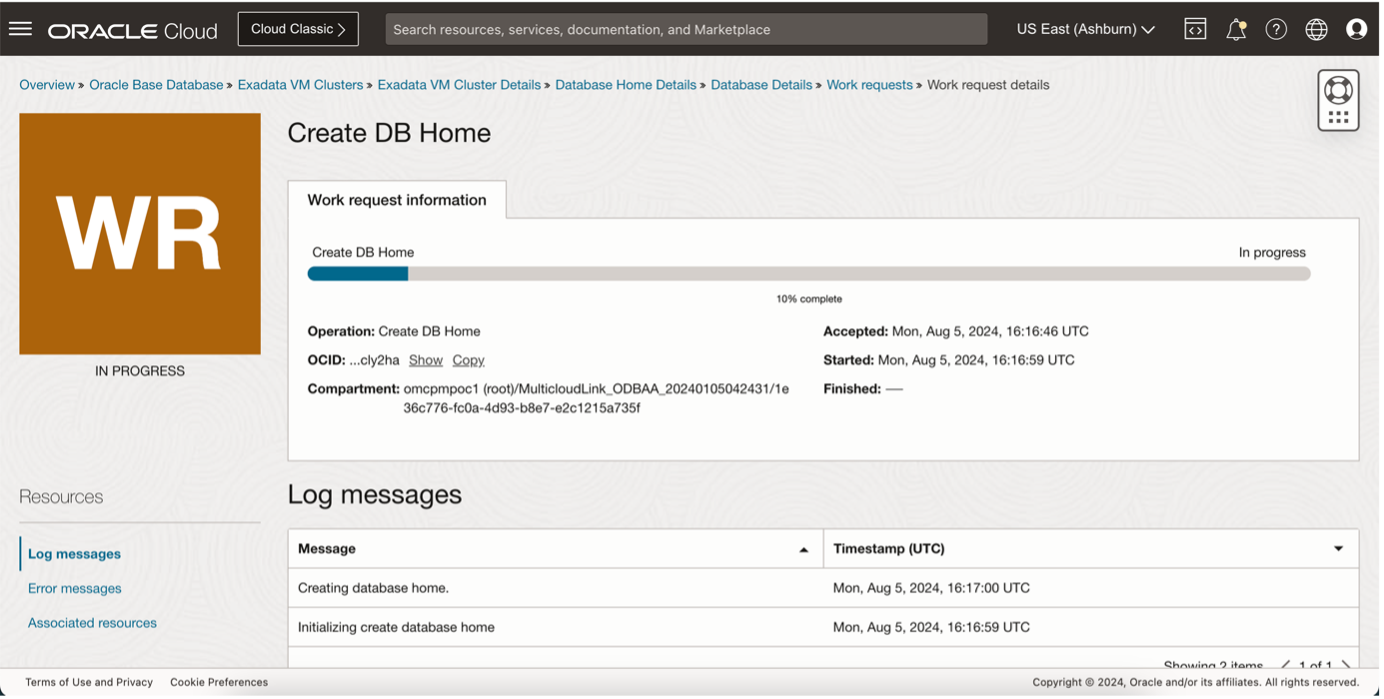 ORACLE Cloud
Cloud Classic >
Search resources, services, documentation, and Marketplace
US East (Ashburn)
Overview » Oracle Base Database » Exadata VM Clusters » Exadata VM Cluster Details » Database Home Details » Database Details » Work requests » Work request details
WR
IN PROGRESS
Create DB Home
Work request information
Create DB Home
In progress
10% complete
Operation: Create DB Home
OCID: ...cly2ha Show Copy
Compartment: omcpmpoc1 (root)/MulticloudLink_ODBAA_20240105042431/1e
36c776-fc0a-4d93-b8e7-e2c1215a735f
Accepted: Mon, Aug 5, 2024, 16:16:46 UTC
Started: Mon, Aug 5, 2024, 16:16:59 UTC
Finished: —
Resources
Log messages
Error messages
Associated resources
Log messages
Message Timestamp (UTC)
Creating database home. Mon, Aug 5, 2024, 16:17:00 UTC
Initializing create database home Mon, Aug 5, 2024, 16:16:59 UTC
Showing 2 items < 1 of 1 >
Terms of Use and Privacy Cookie Preferences
Copyright © 2024, Oracle and/or its affiliates. All rights reserved.